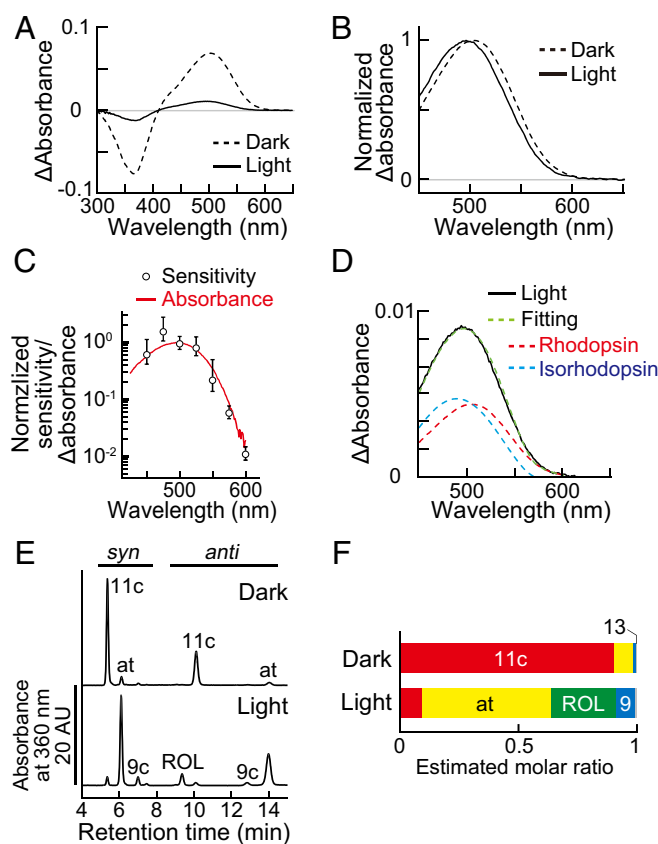 A
0.1
0
-0.1
ΔAbsorbance
Dark
Light
300 400 500 600
Wavelength (nm)
B
1
0
Normalized
Δabsorbance
Dark
Light
500 600
Wavelength (nm)
C
Sensitivity
Absorbance
10⁰
10⁻¹
10⁻²
Normzlized
sensitivity/
Δabsorbance
500 600
Wavelength (nm)
D
0.01
0
ΔAbsorbance
Light
Fitting
Rhodopsin
Isorhodopsin
500 600
Wavelength (nm)
E
syn anti
11c
at
11c
at
Dark
Light
9c
ROL
9c
Absorbance
at 360 nm
20 AU
4 6 8 10 12 14
Retention time (min)
F
13
Dark
11c
Light
at
ROL
9
0 0.5 1
Estimated molar ratio